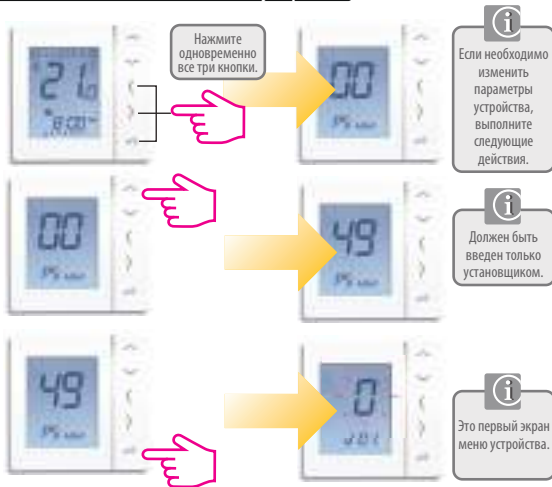 Нажмите
одновременно
все три кнопки.
Если необходимо
изменить
параметры
устройства,
выполните
следующие
действия.
00
00
49
Должен быть
введен только
установщиком.
49
0
d01
Это первый экран
меню устройства.